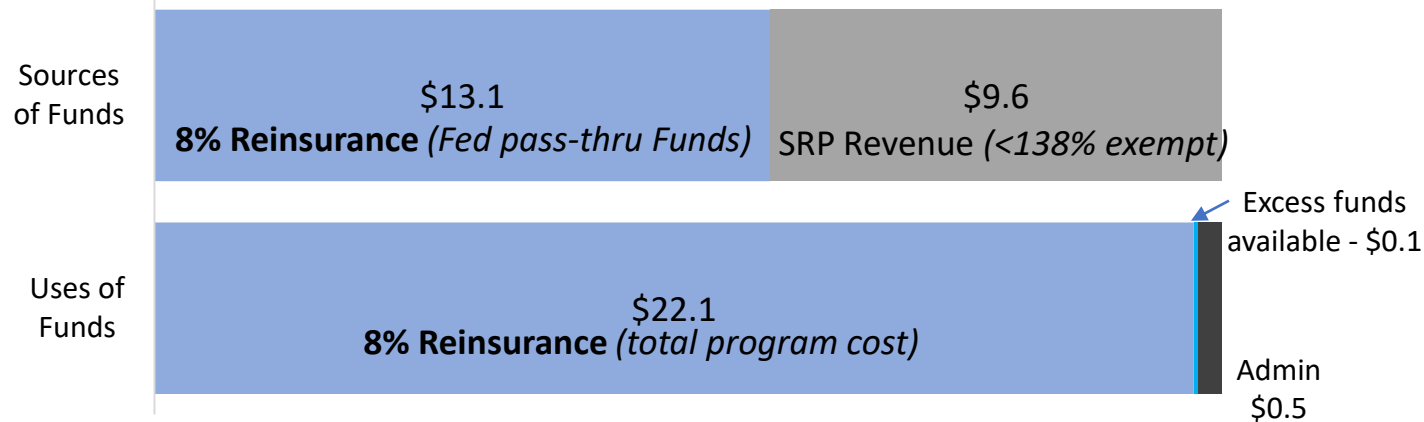 Sources
of Funds
$13.1
8% Reinsurance (Fed pass-thru Funds)
$9.6
SRP Revenue (<138% exempt)
Excess funds
available - $0.1
Uses of
Funds
$22.1
8% Reinsurance (total program cost)
Admin
$0.5